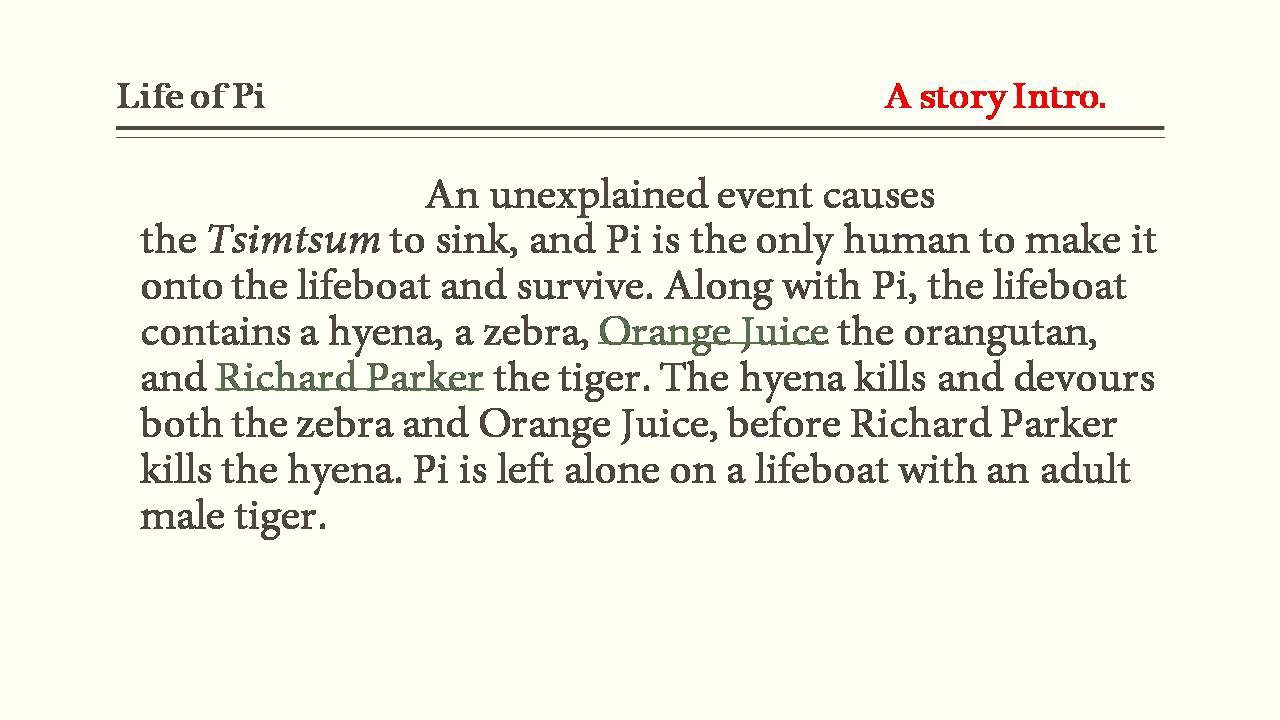 Life of Pi
A story Intro.
An unexplained event causes
the Tsimtsum to sink, and Pi is the only human to make it
onto the lifeboat and survive. Along with Pi, the lifeboat
contains a hyena, a zebra, Orange Juice the orangutan,
and Richard Parker the tiger. The hyena kills and devours
both the zebra and Orange Juice, before Richard Parker
kills the hyena. Pi is left alone on a lifeboat with an adult
male tiger.